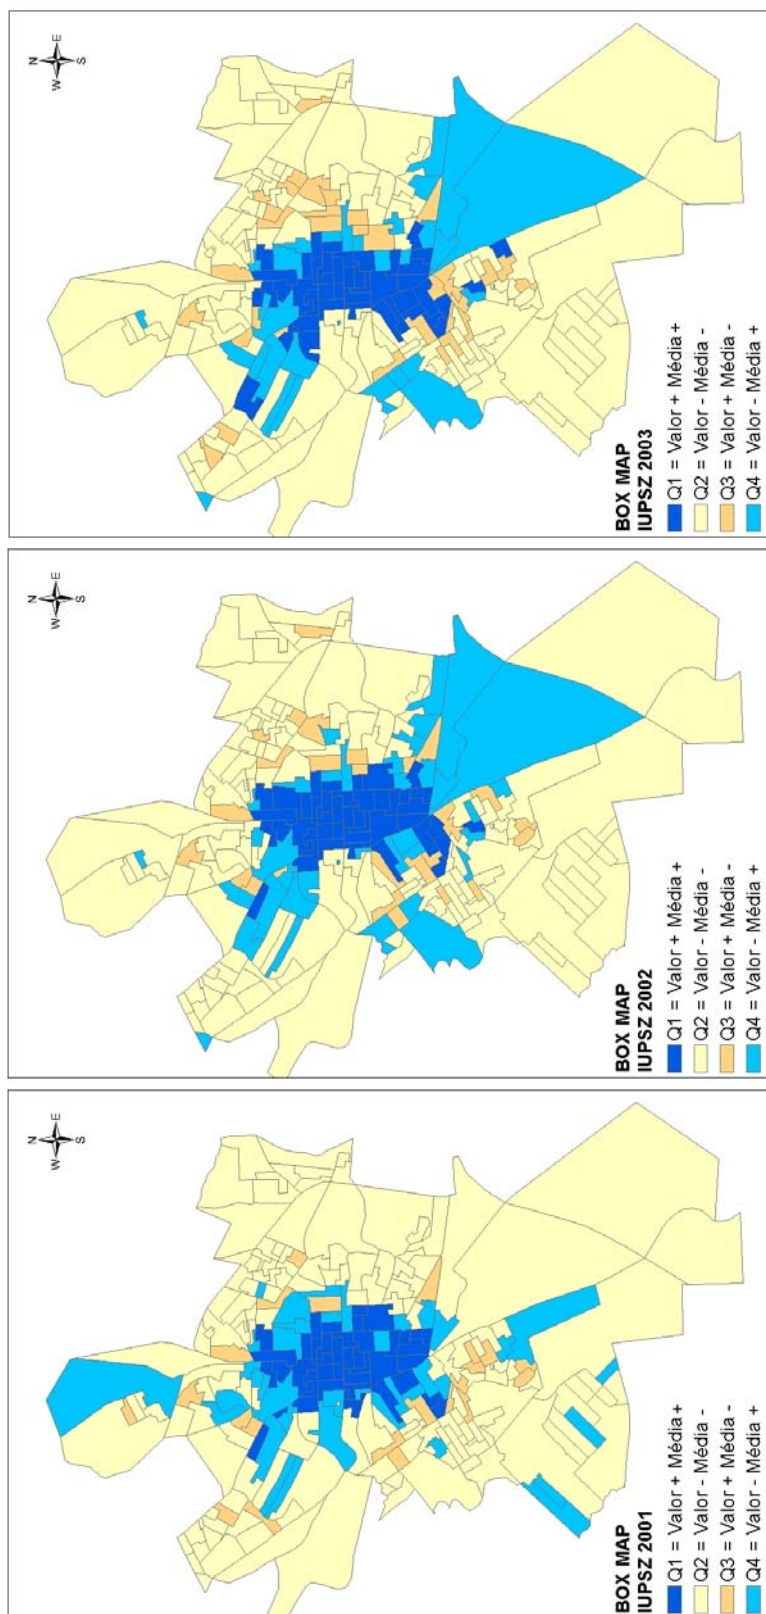 N
W E
S
BOX MAP
IUPSZ 2003
Q1 = Valor + Média +
Q2 = Valor - Média -
Q3 = Valor + Média -
Q4 = Valor - Média +
N
W E
S
BOX MAP
IUPSZ 2002
Q1 = Valor + Média +
Q2 = Valor - Média -
Q3 = Valor + Média -
Q4 = Valor - Média +
N
W E
S
BOX MAP
IUPSZ 2001
Q1 = Valor + Média +
Q2 = Valor - Média -
Q3 = Valor + Média -
Q4 = Valor - Média +